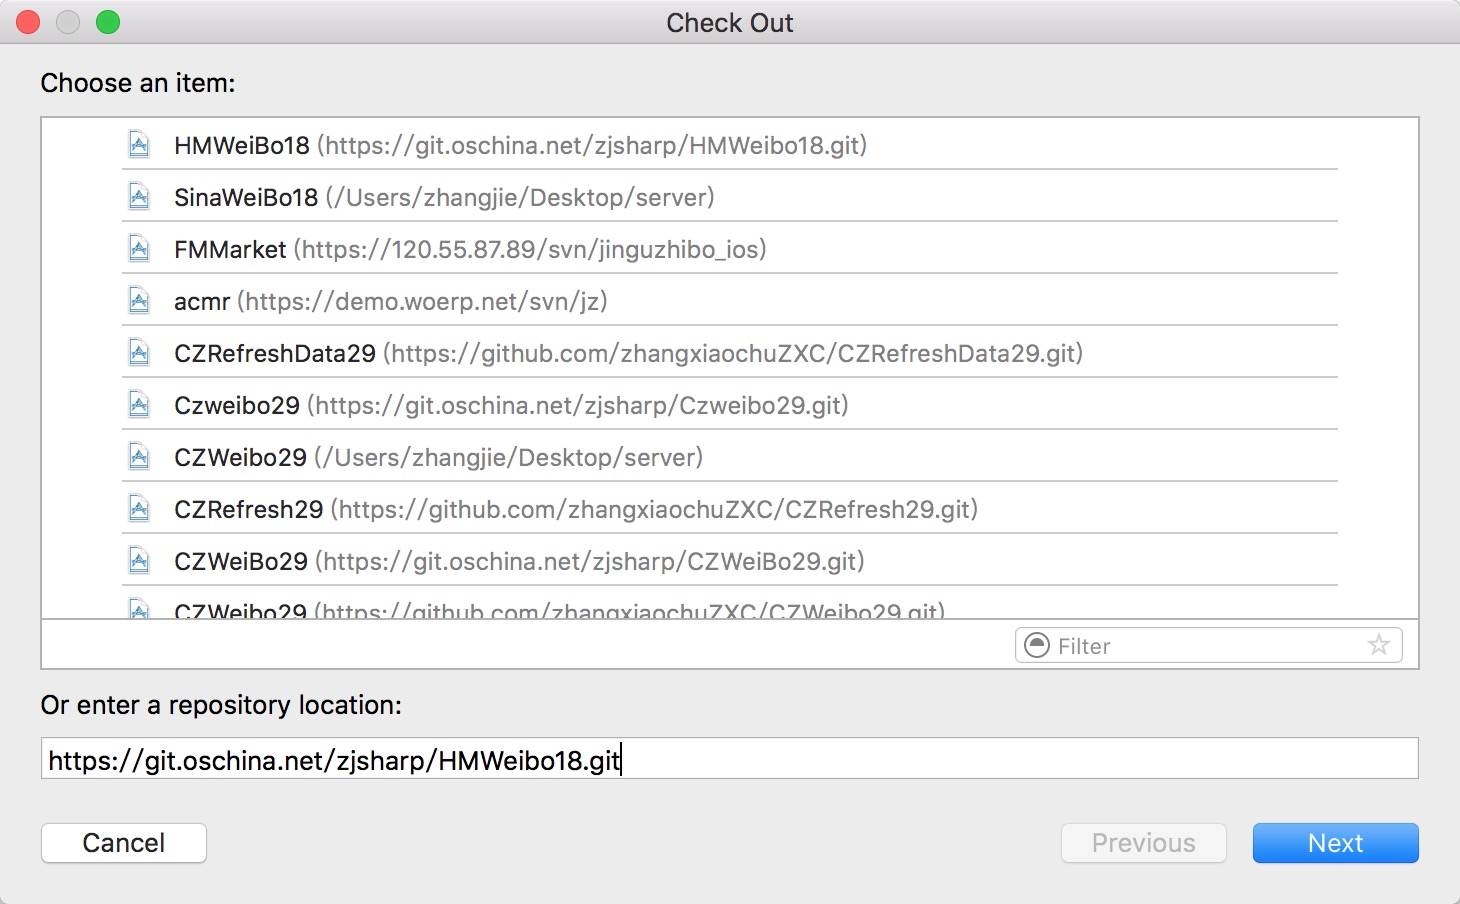 Check Out
Choose an item:
HMWeiBo18 (https://git.oschina.net/zjsharp/HMWeibo18.git)
SinaWeiBo18 (/Users/zhangjie/Desktop/server)
FMMarket (https://120.55.87.89/svn/jinguzhibo_ios)
acmr (https://demo.woerp.net/svn/jz)
CZRefreshData29 (https://github.com/zhangxiaochuZXC/CZRefreshData29.git)
Czweibo29 (https://git.oschina.net/zjsharp/Czweibo29.git)
CZWeibo29 (/Users/zhangjie/Desktop/server)
CZRefresh29 (https://github.com/zhangxiaochuZXC/CZRefresh29.git)
CZWeiBo29 (https://git.oschina.net/zjsharp/CZWeiBo29.git)
CZWeibo29 (https://github.com/zhangxiaochuZXC/CZWeibo29.git)
Filter
Or enter a repository location:
https://git.oschina.net/zjsharp/HMWeibo18.git
Cancel
Previous
Next